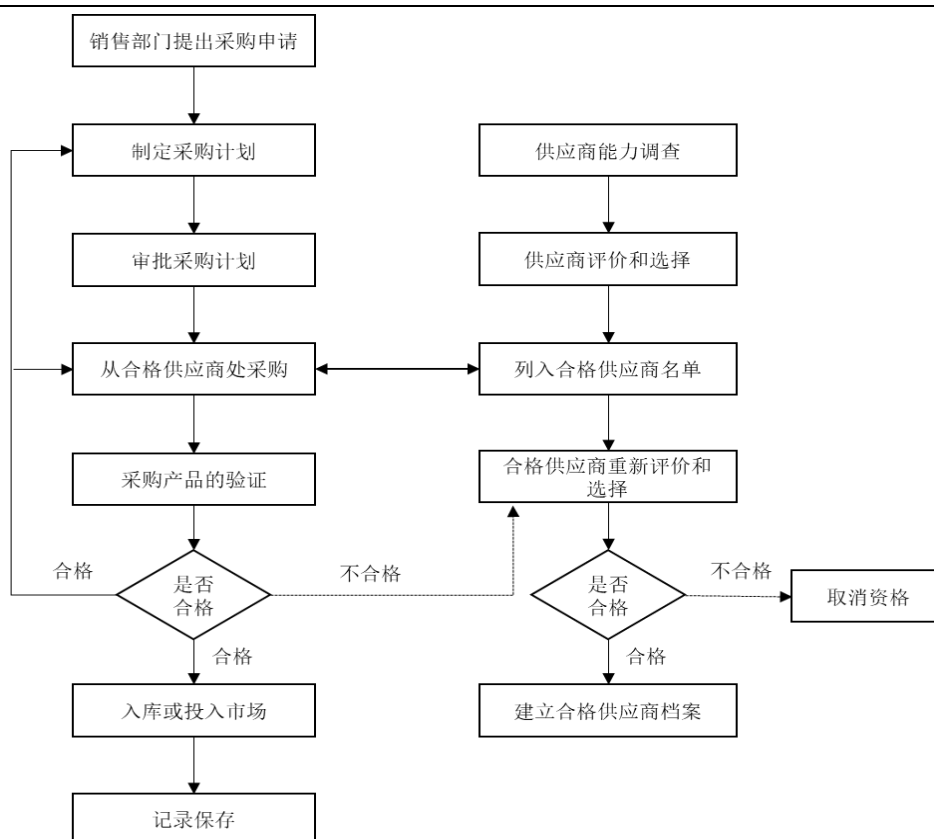 销售部门提出采购申请
制定采购计划
供应商能力调查
审批采购计划
供应商评价和选择
从合格供应商处采购
列入合格供应商名单
采购产品的验证
合格供应商重新评价和
选择
合格
是否
合格
不合格
是否
合格
不合格
取消资格
合格
合格
入库或投入市场
建立合格供应商档案
记录保存